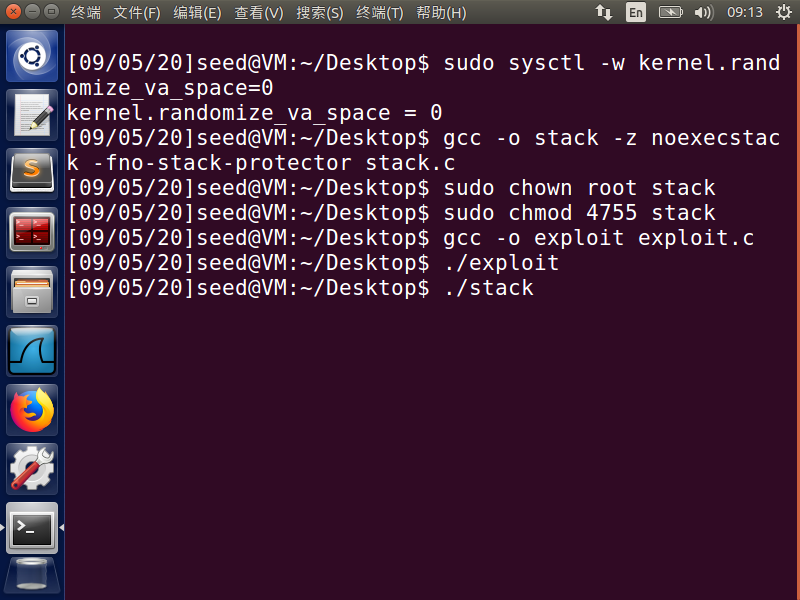 终端 文件(F) 编辑(E) 查看(V) 搜索(S) 终端(T) 帮助(H) En 09:13
[09/05/20]seed@VM:~/Desktop$ sudo sysctl -w kernel.rand
omize_va_space=0
kernel.randomize_va_space = 0
[09/05/20]seed@VM:~/Desktop$ gcc -o stack -z noexecstac
k -fno-stack-protector stack.c
[09/05/20]seed@VM:~/Desktop$ sudo chown root stack
[09/05/20]seed@VM:~/Desktop$ sudo chmod 4755 stack
[09/05/20]seed@VM:~/Desktop$ gcc -o exploit exploit.c
[09/05/20]seed@VM:~/Desktop$ ./exploit
[09/05/20]seed@VM:~/Desktop$ ./stack